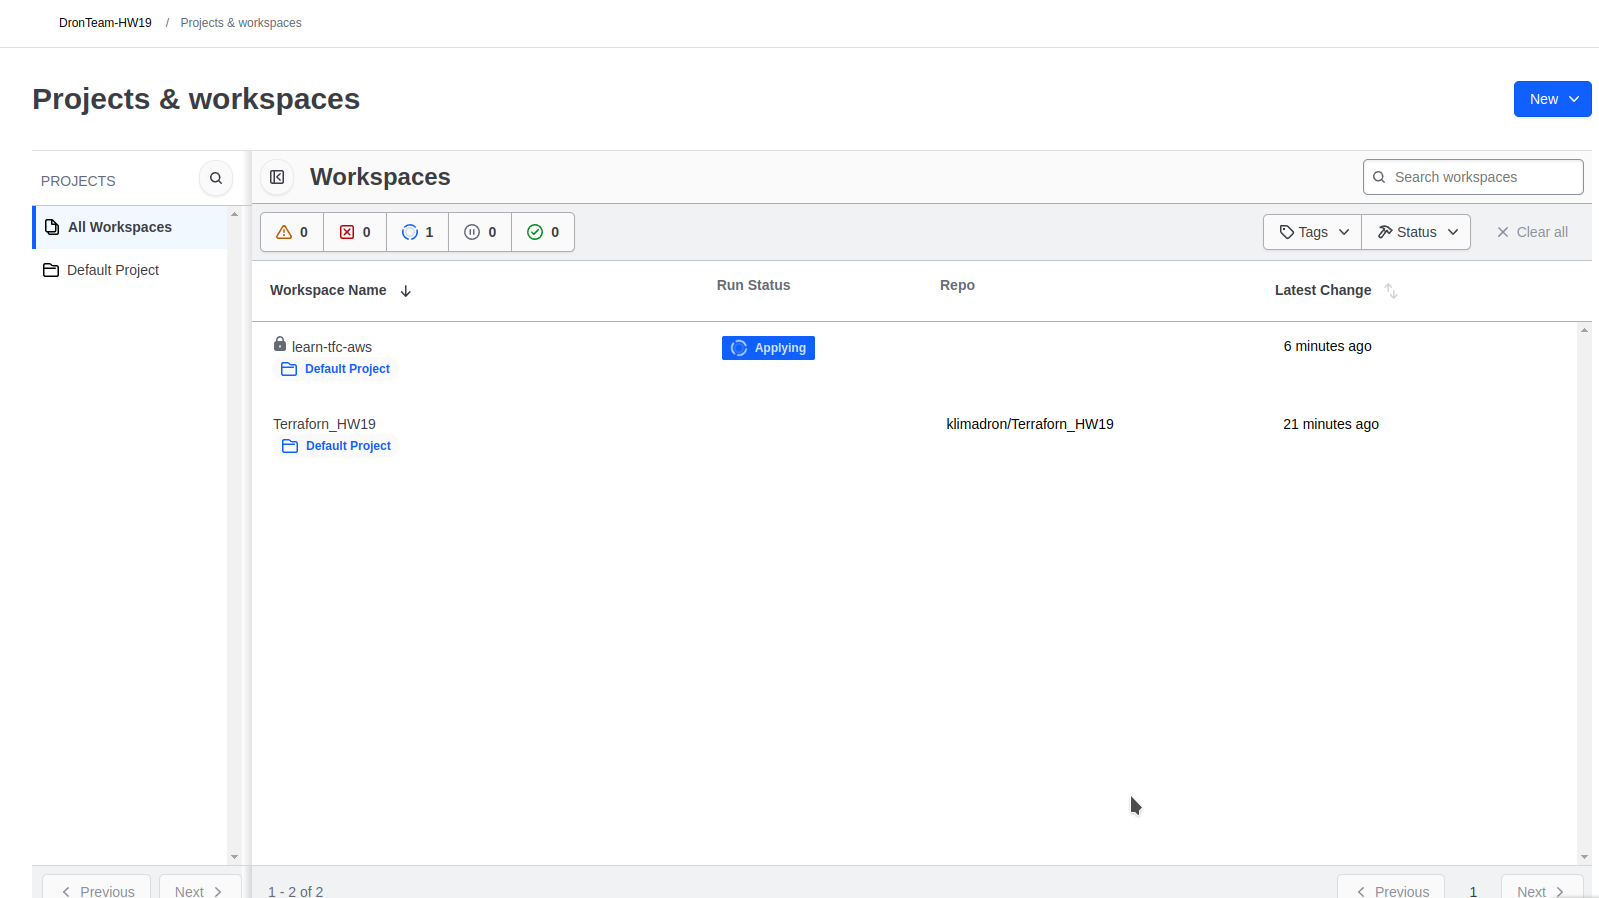 DronTeam-HW19 / Projects & workspaces
Projects & workspaces
New
PROJECTS
Workspaces
Search workspaces
All Workspaces
0 0 1 0 0
Tags Status Clear all
Default Project
Workspace Name Run Status Repo Latest Change
learn-tfc-aws Applying 6 minutes ago
Default Project
Terraforn_HW19 klimadron/Terraforn_HW19 21 minutes ago
Default Project
Previous Next 1 - 2 of 2 Previous 1 Next